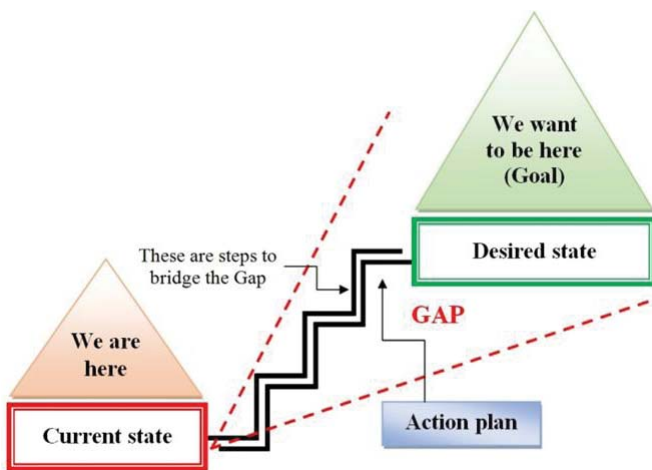 We want
to be here
(Goal)
Desired state
These are steps to
bridge the Gap
GAP
We are
here
Action plan
Current state